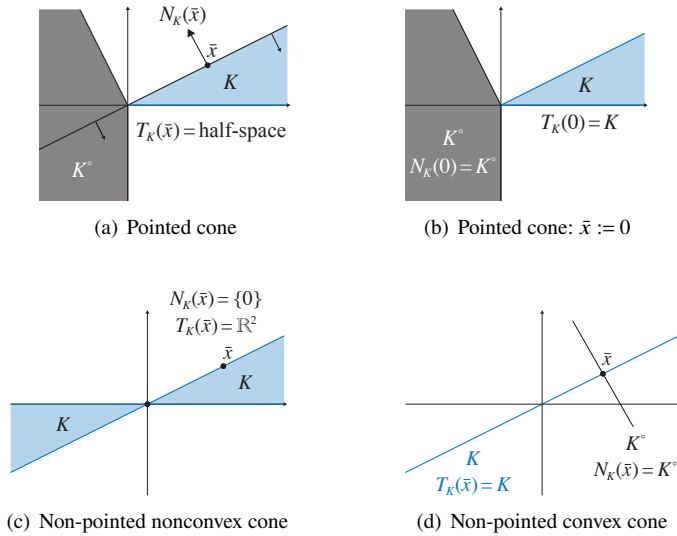 N_K(x̄)
x̄
K
T_K(x̄) = half-space
K°
(a) Pointed cone
K
T_K(0) = K
K°
N_K(0) = K°
(b) Pointed cone: x̄ := 0
N_K(x̄) = {0}
T_K(x̄) = ℝ²
x̄
K
K
(c) Non-pointed nonconvex cone
x̄
K°
N_K(x̄) = K°
K
T_K(x̄) = K
(d) Non-pointed convex cone